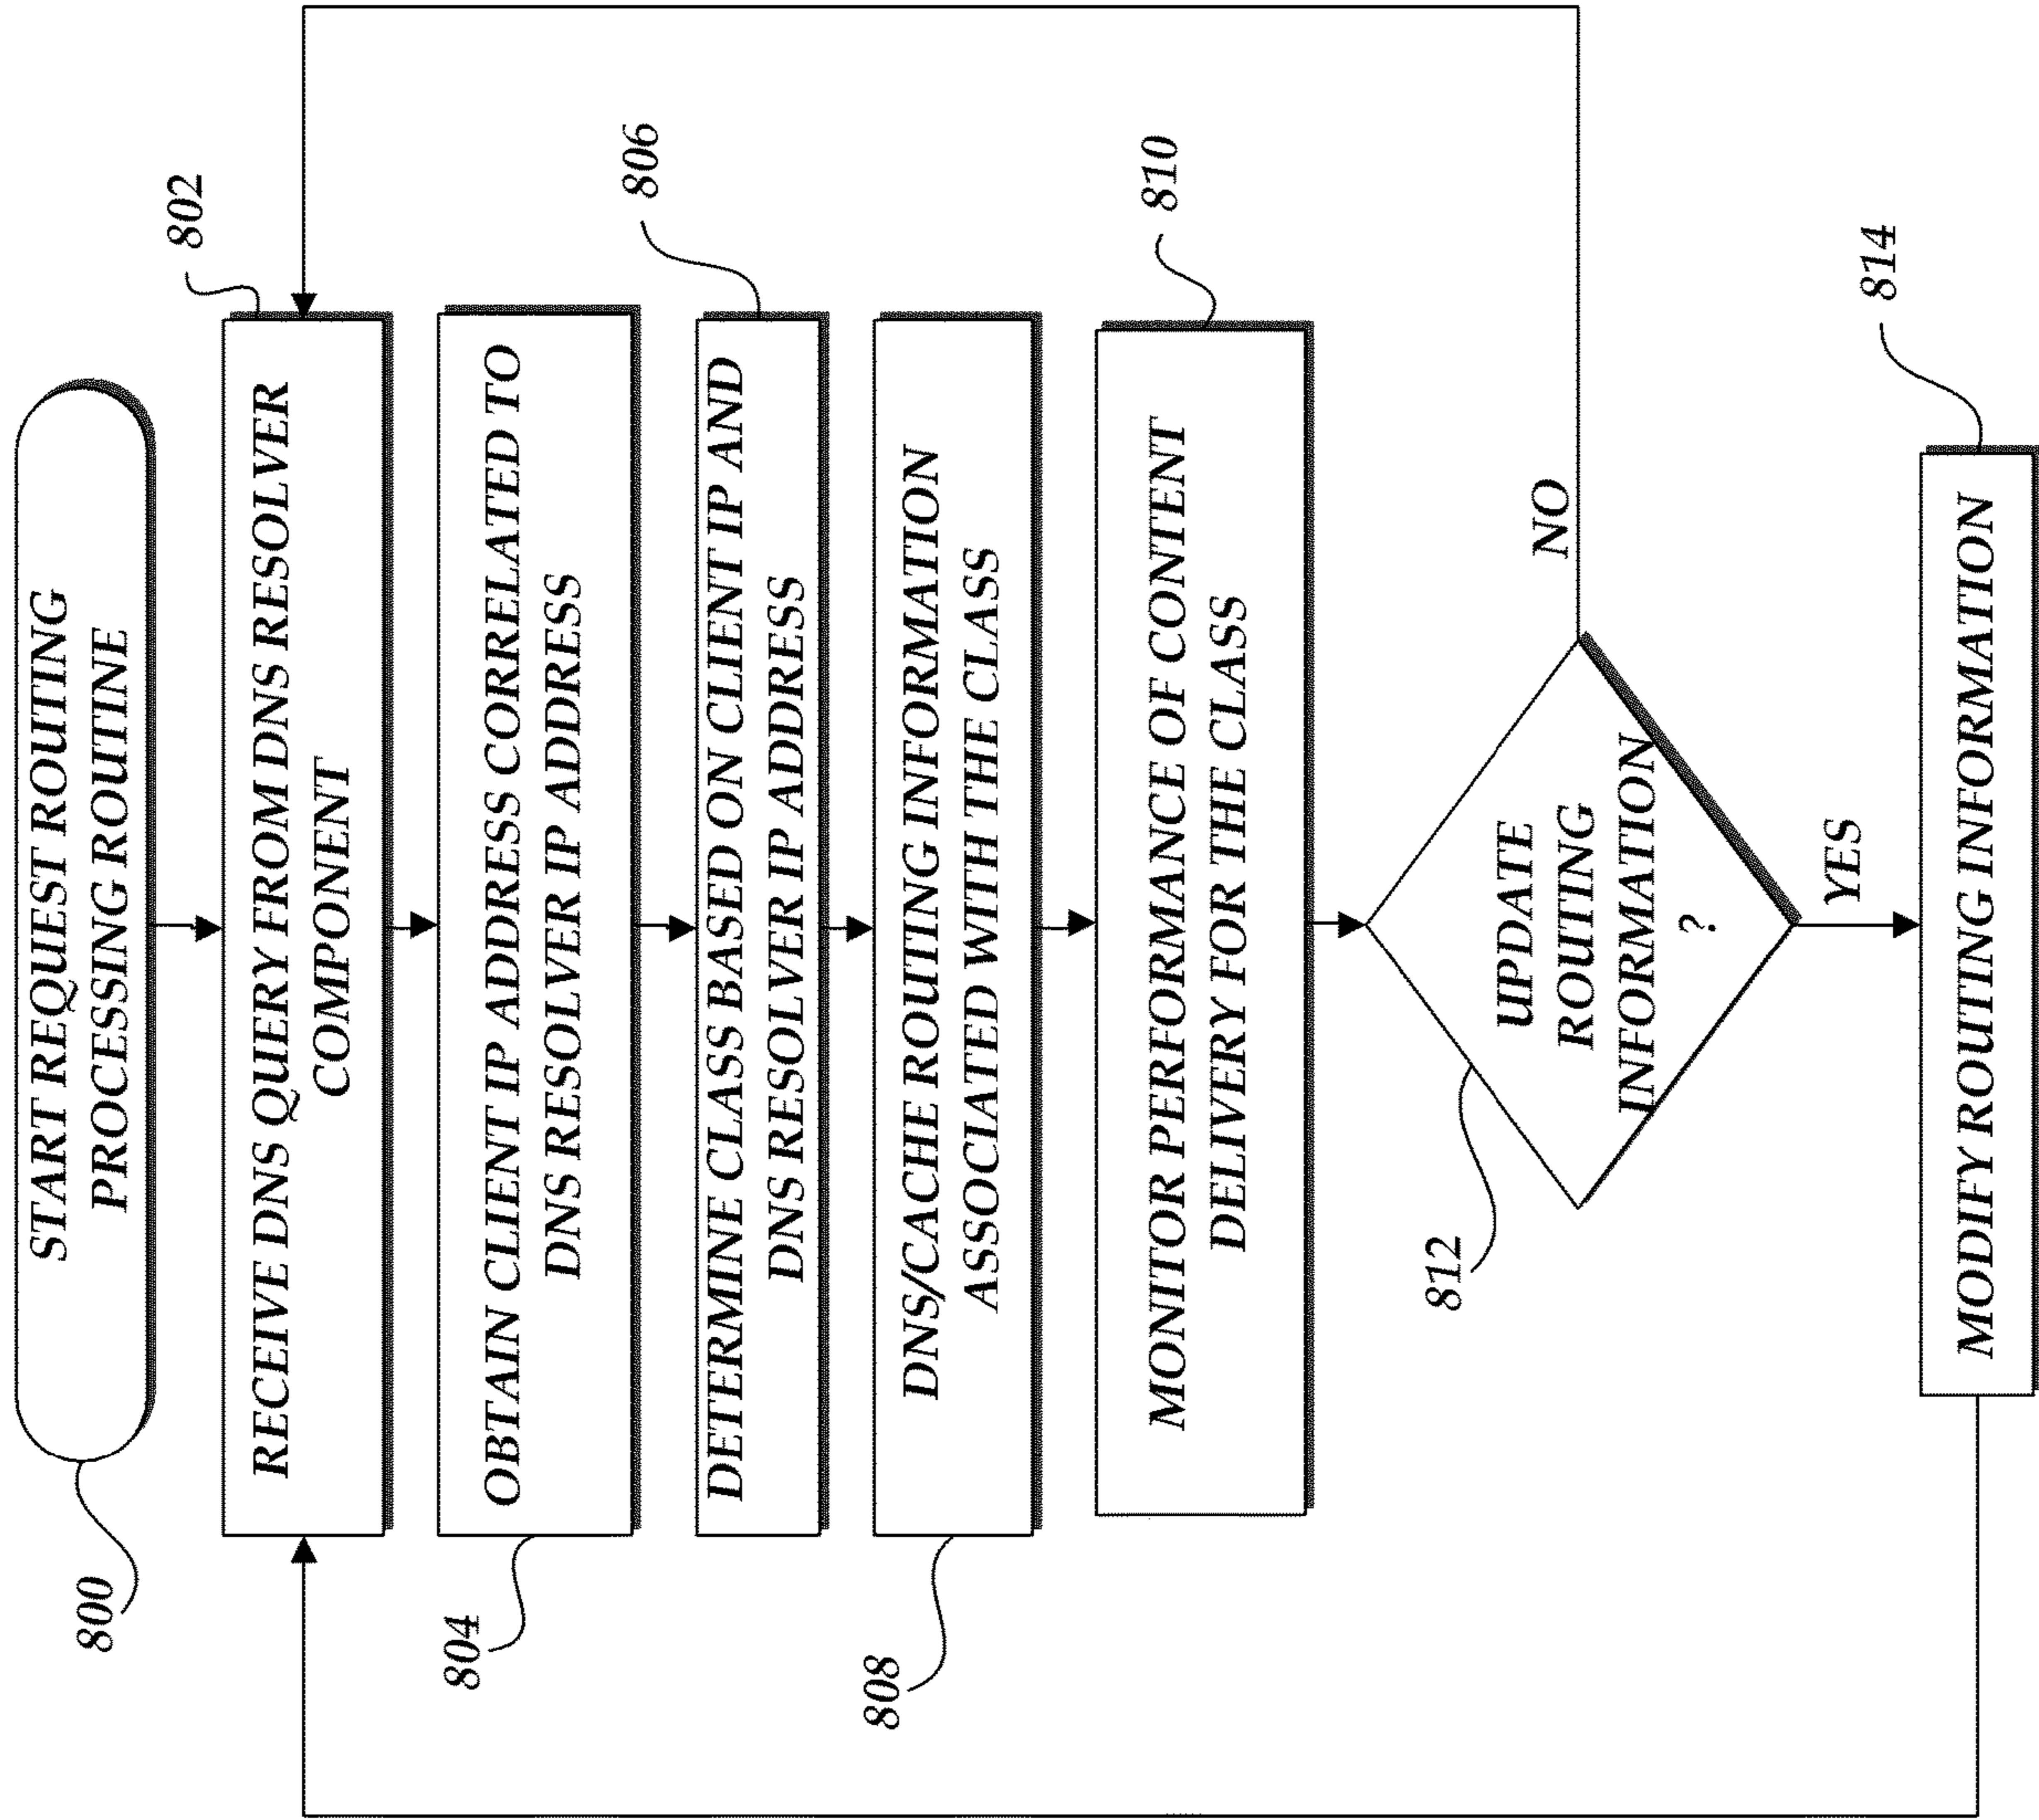 START REQUEST ROUTING
PROCESSING ROUTINE
800
RECEIVE DNS QUERY FROM DNS RESOLVER
COMPONENT
802
OBTAIN CLIENT IP ADDRESS CORRELATED TO
DNS RESOLVER IP ADDRESS
804
DETERMINE CLASS BASED ON CLIENT IP AND
DNS RESOLVER IP ADDRESS
806
DNS/CACHE ROUTING INFORMATION
ASSOCIATED WITH THE CLASS
808
MONITOR PERFORMANCE OF CONTENT
DELIVERY FOR THE CLASS
810
UPDATE
ROUTING
INFORMATION
?
812
NO
YES
MODIFY ROUTING INFORMATION
814